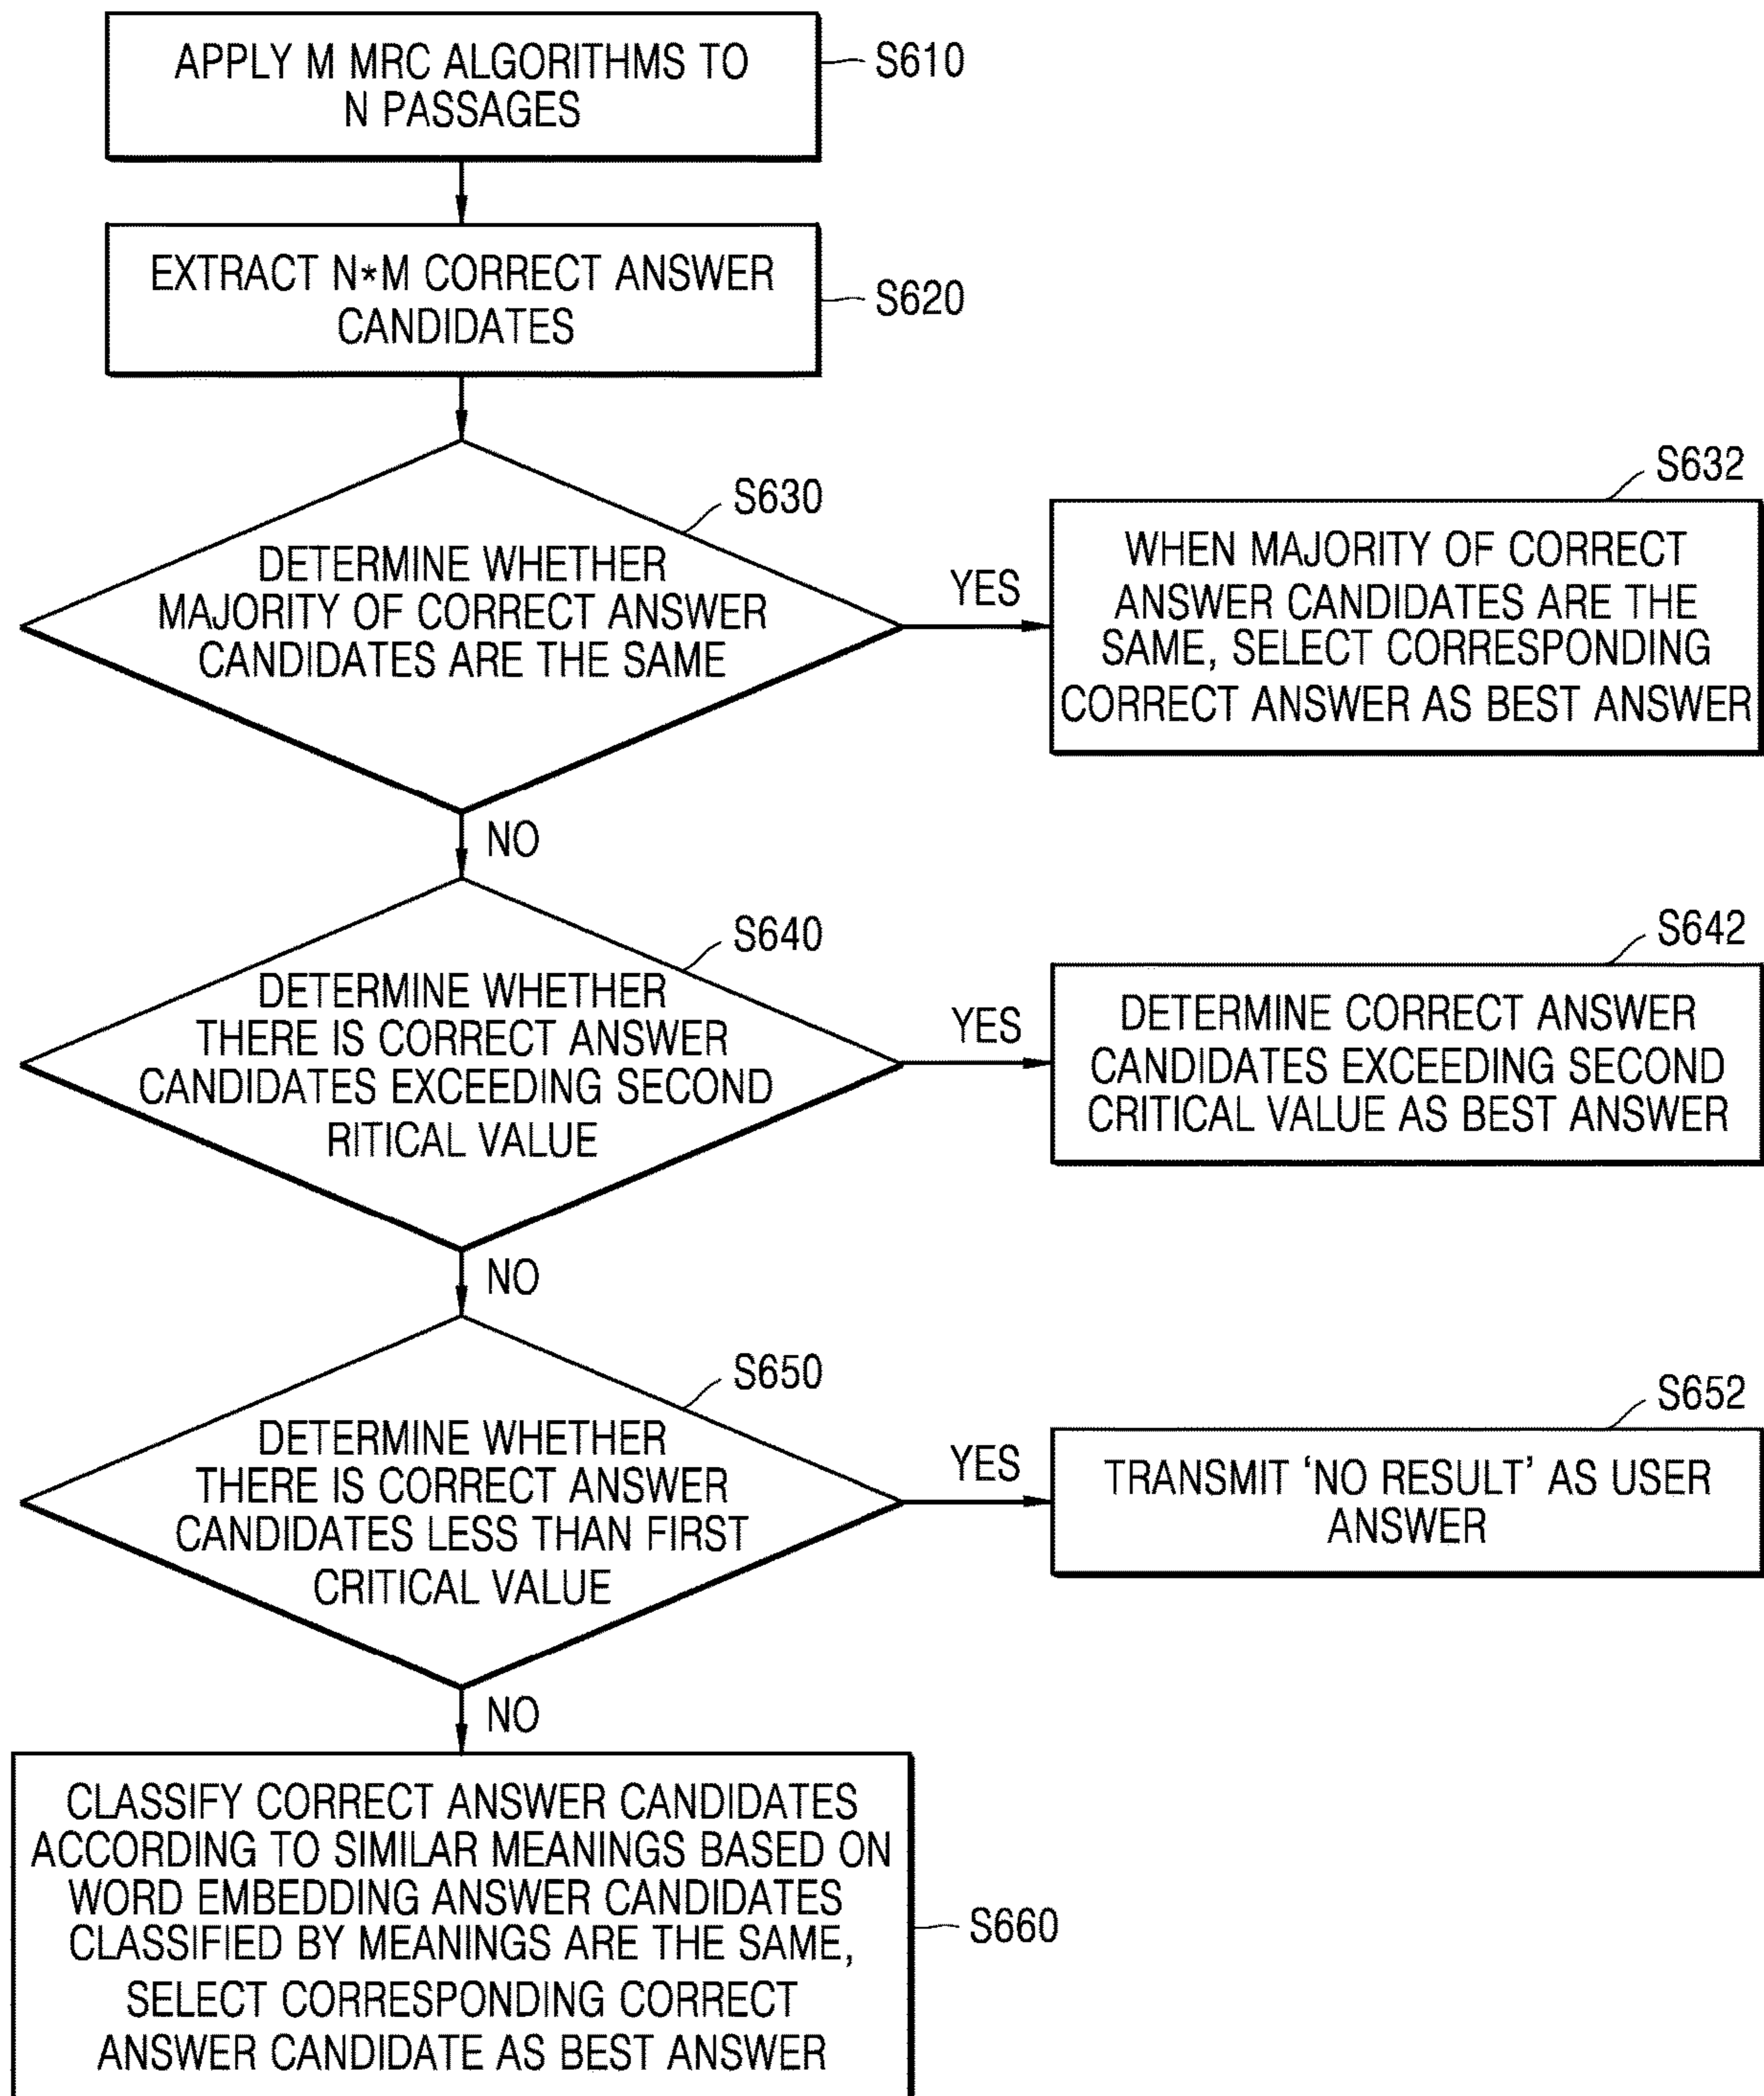 APPLY M MRC ALGORITHMS TO
N PASSAGES
S610
EXTRACT N*M CORRECT ANSWER
CANDIDATES
S620
S630
DETERMINE WHETHER
MAJORITY OF CORRECT ANSWER
CANDIDATES ARE THE SAME
YES
S632
WHEN MAJORITY OF CORRECT
ANSWER CANDIDATES ARE THE
SAME, SELECT CORRESPONDING
CORRECT ANSWER AS BEST ANSWER
NO
S640
DETERMINE WHETHER
THERE IS CORRECT ANSWER
CANDIDATES EXCEEDING SECOND
RITICAL VALUE
YES
S642
DETERMINE CORRECT ANSWER
CANDIDATES EXCEEDING SECOND
CRITICAL VALUE AS BEST ANSWER
NO
S650
DETERMINE WHETHER
THERE IS CORRECT ANSWER
CANDIDATES LESS THAN FIRST
CRITICAL VALUE
YES
S652
TRANSMIT ‘NO RESULT’ AS USER
ANSWER
NO
CLASSIFY CORRECT ANSWER CANDIDATES
ACCORDING TO SIMILAR MEANINGS BASED ON
WORD EMBEDDING ANSWER CANDIDATES
CLASSIFIED BY MEANINGS ARE THE SAME,
SELECT CORRESPONDING CORRECT
ANSWER CANDIDATE AS BEST ANSWER
S660